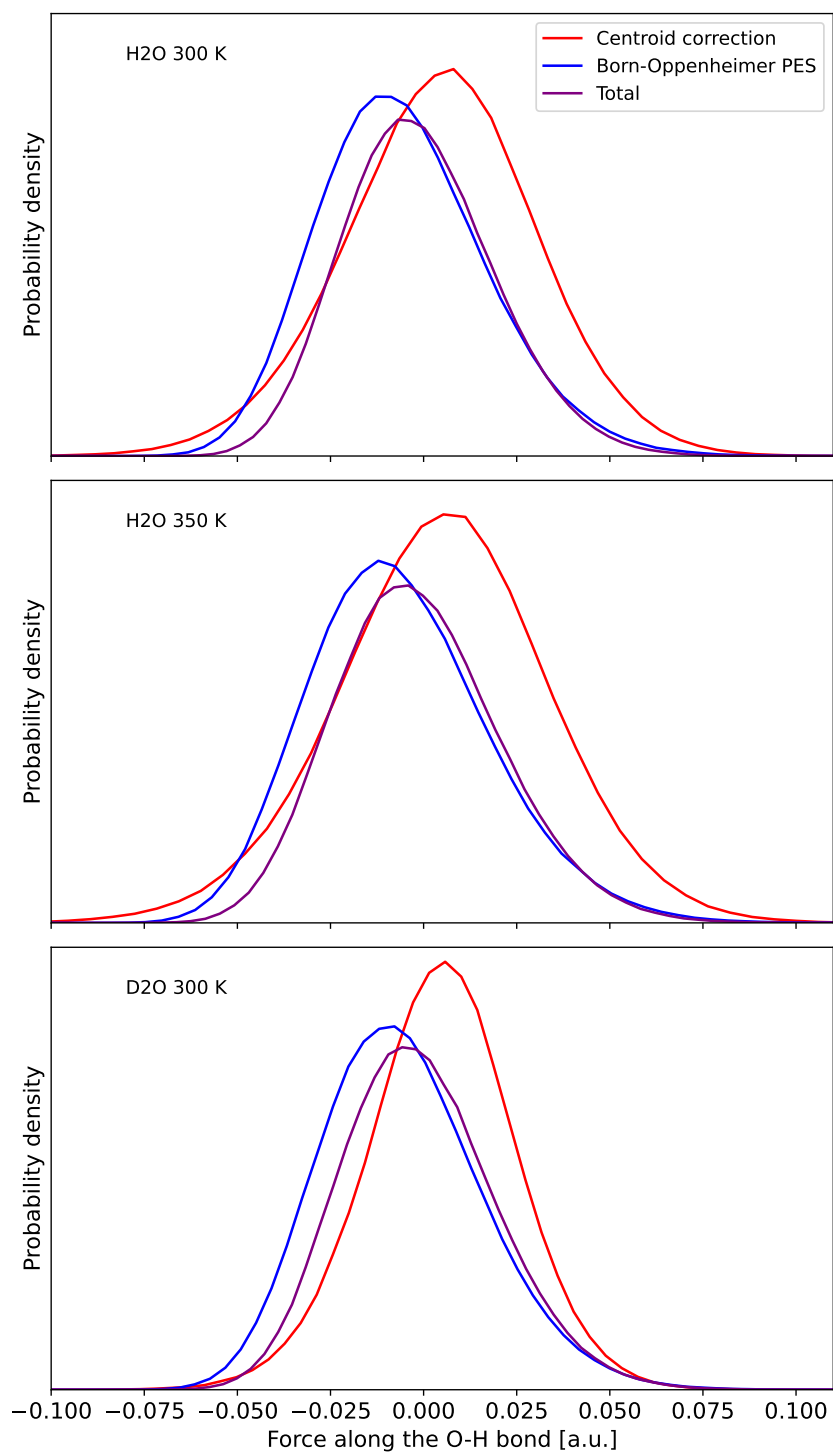 H2O 300 K
Centroid correction
Born-Oppenheimer PES
Total
Probability density
H2O 350 K
Probability density
D2O 300 K
Probability density
−0.100 −0.075 −0.050 −0.025 0.000 0.025 0.050 0.075 0.100
Force along the O-H bond [a.u.]